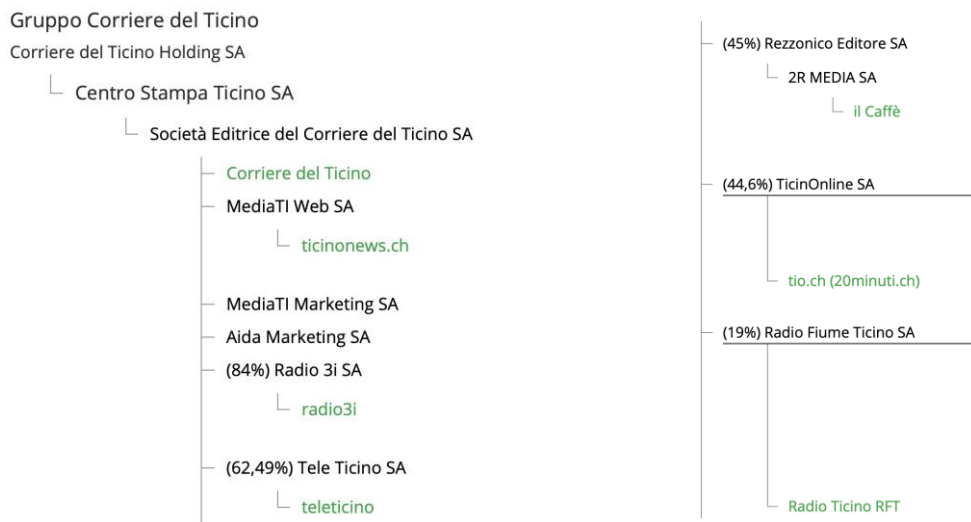 Gruppo Corriere del Ticino
Corriere del Ticino Holding SA
Centro Stampa Ticino SA
Società Editrice del Corriere del Ticino SA
Corriere del Ticino
MediaTI Web SA
ticinonews.ch
MediaTI Marketing SA
Aida Marketing SA
(84%) Radio 3i SA
radio3i
(62,49%) Tele Ticino SA
teleticino
(45%) Rezzonico Editore SA
2R MEDIA SA
il Caffè
(44,6%) TicinOnline SA
tio.ch (20minuti.ch)
(19%) Radio Fiume Ticino SA
Radio Ticino RFT